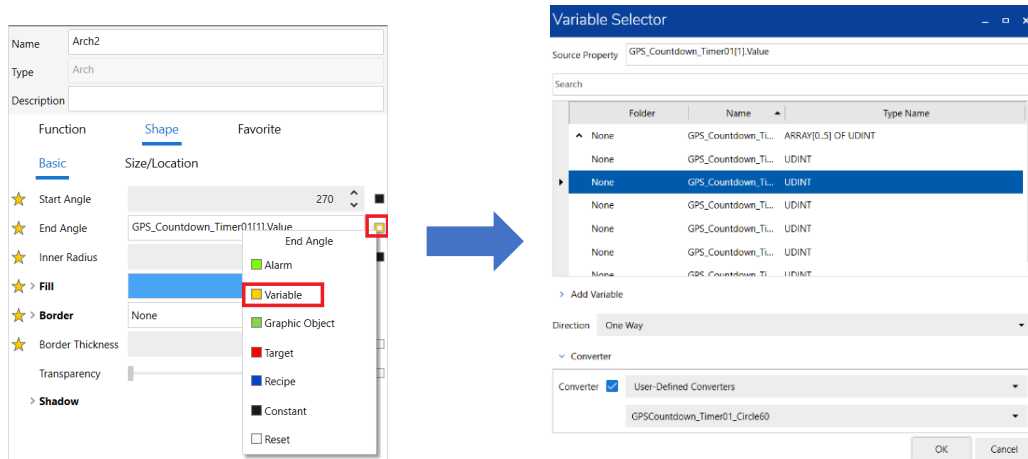 Name Arch2
Type Arch
Description
Function Shape Favorite
Basic Size/Location
Start Angle 270
End Angle GPS_Countdown_Timer01[1].Value
Inner Radius
Fill
Border None
Border Thickness
Transparency
Shadow
End Angle
Alarm
Variable
Graphic Object
Target
Recipe
Constant
Reset
Variable Selector
Source Property GPS_Countdown_Timer01[1].Value
Search
Folder Name Type Name
None GPS_Countdown_Ti... ARRAY[0..5] OF UDINT
None GPS_Countdown_Ti... UDINT
None GPS_Countdown_Ti... UDINT
None GPS_Countdown_Ti... UDINT
None GPS_Countdown_Ti... UDINT
None GPS_Countdown_Ti... UDINT
None GPS_Countdown_Ti... UDINT
Add Variable
Direction One Way
Converter
Converter User-Defined Converters
GPSCountdown_Timer01_Circle60
OK Cancel